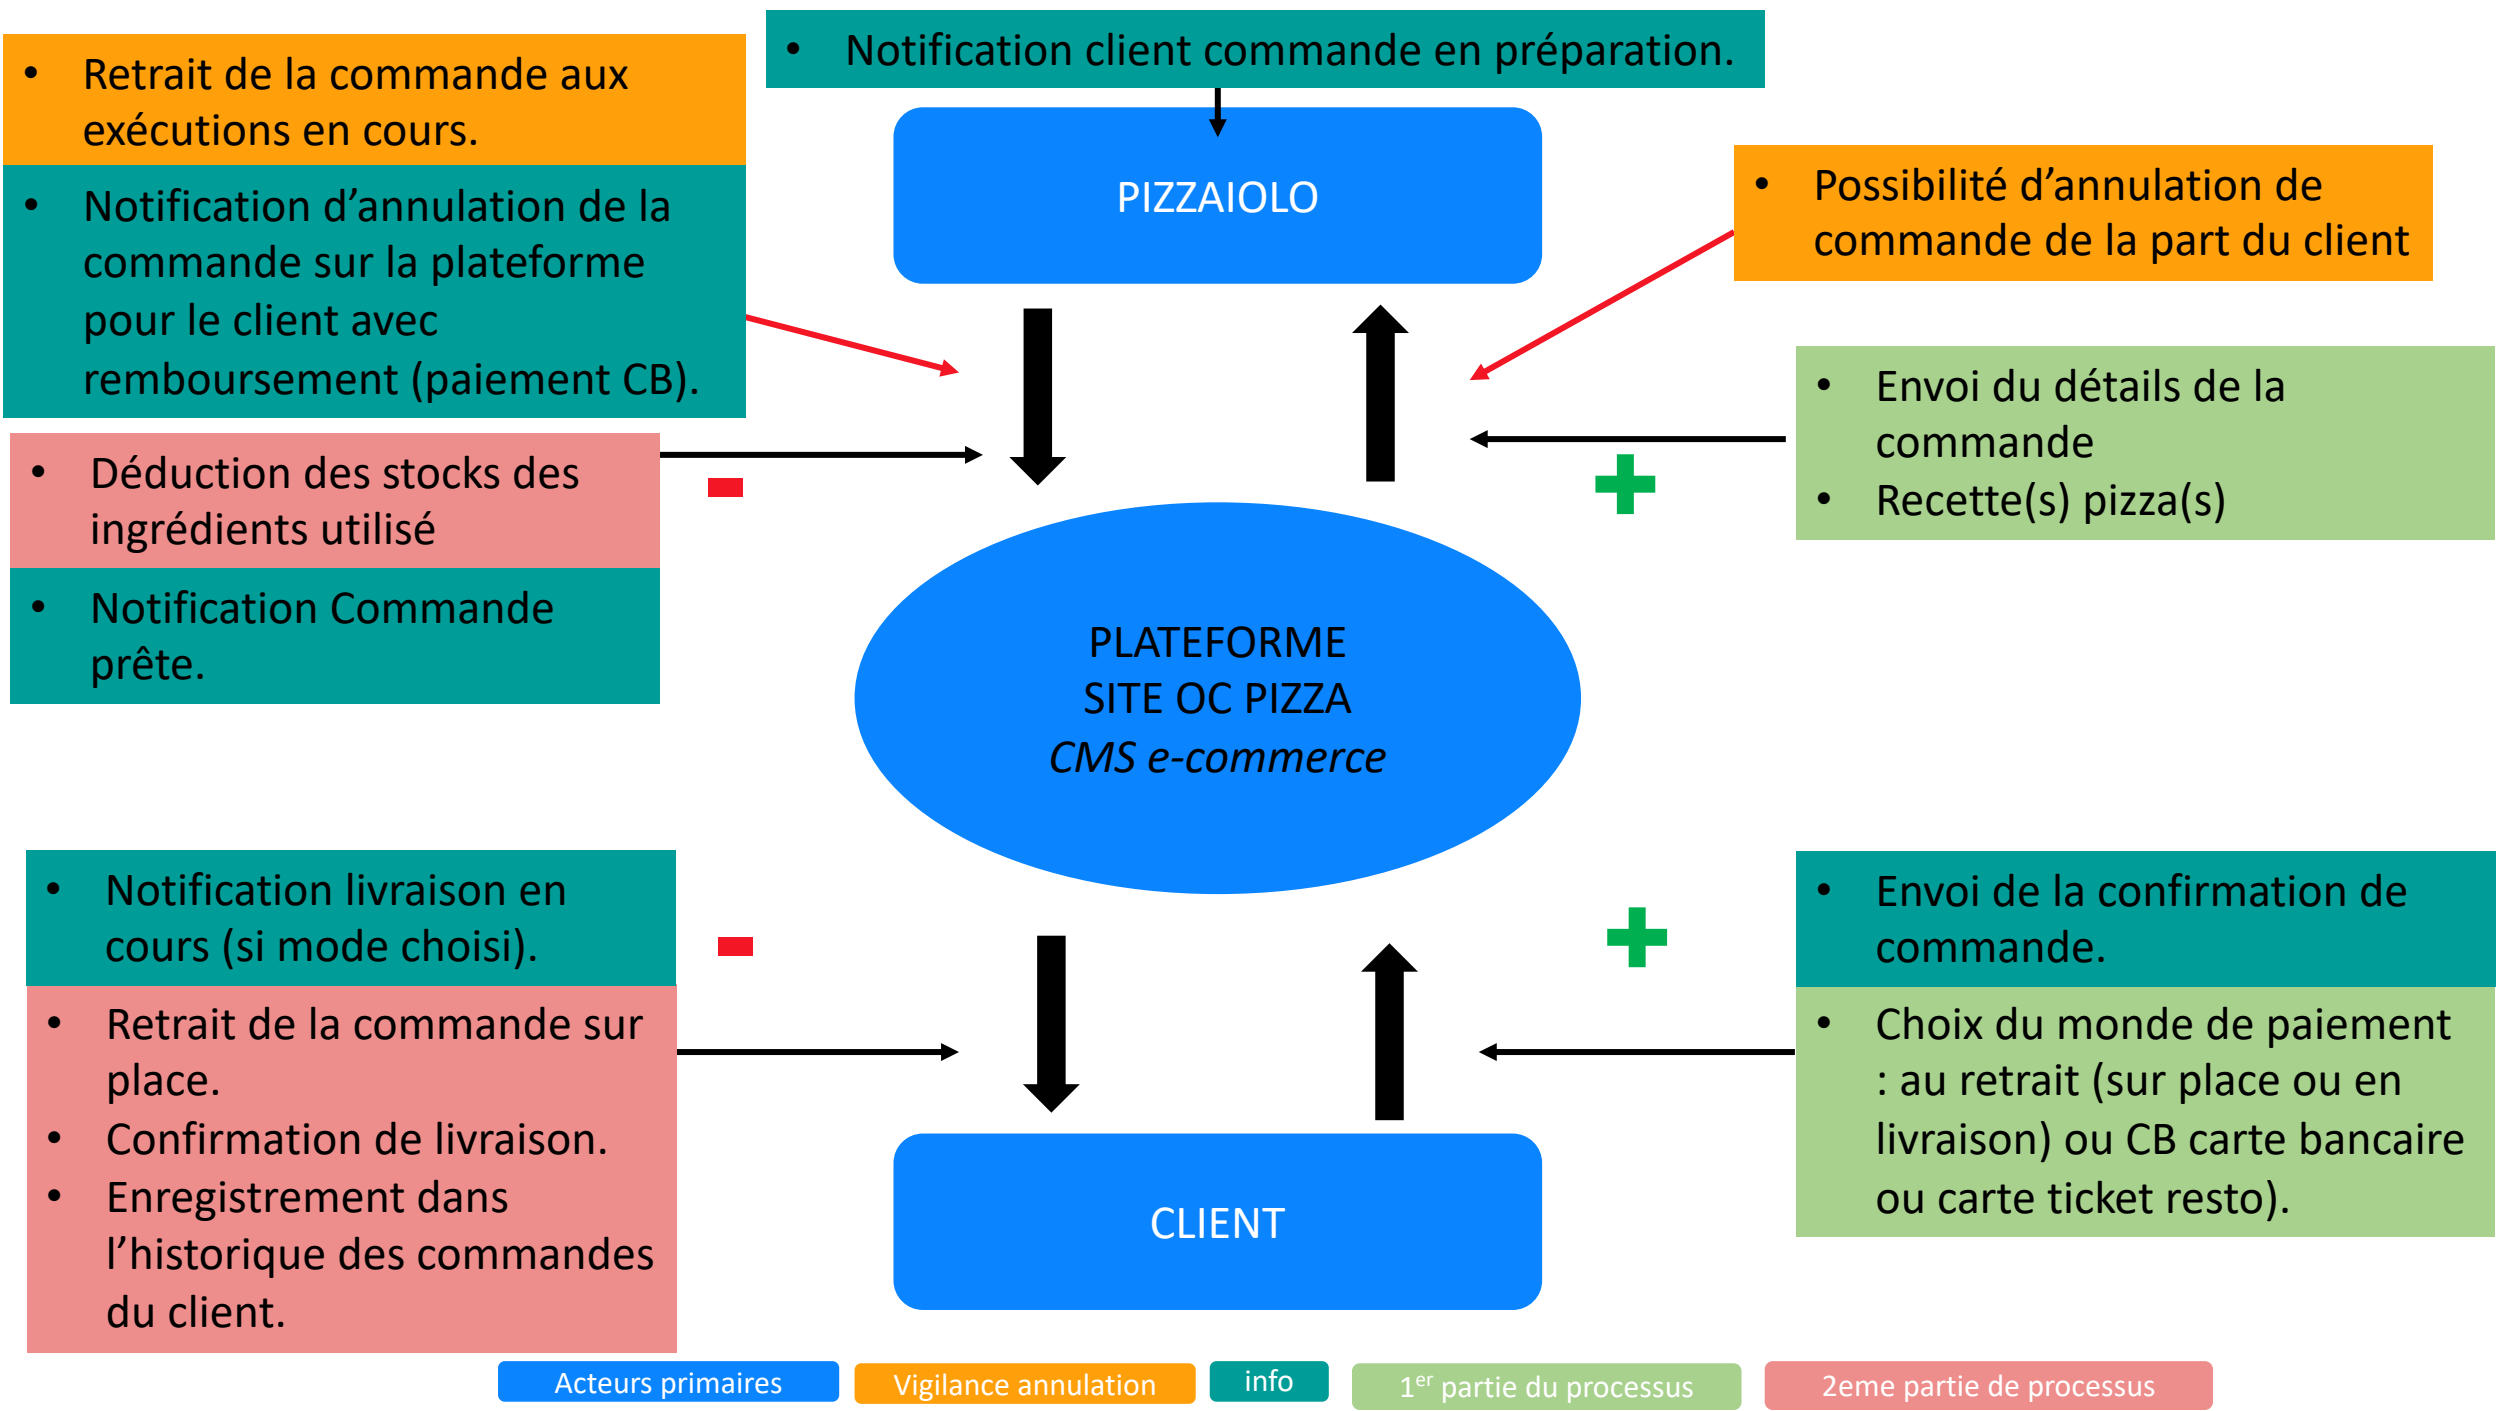 • Notification client commande en préparation.
• Retrait de la commande aux
exécutions en cours.
• Notification d’annulation de la
commande sur la plateforme
pour le client avec
remboursement (paiement CB).
PIZZAIOLO
• Possibilité d’annulation de
commande de la part du client
• Envoi du détails de la
commande
• Recette(s) pizza(s)
• Déduction des stocks des
ingrédients utilisé
• Notification Commande
prête.
PLATEFORME
SITE OC PIZZA
CMS e-commerce
• Notification livraison en
cours (si mode choisi).
• Retrait de la commande sur
place.
• Confirmation de livraison.
• Enregistrement dans
l’historique des commandes
du client.
• Envoi de la confirmation de
commande.
• Choix du monde de paiement
: au retrait (sur place ou en
livraison) ou CB carte bancaire
ou carte ticket resto).
CLIENT
Acteurs primaires
Vigilance annulation
info
1er partie du processus
2eme partie de processus